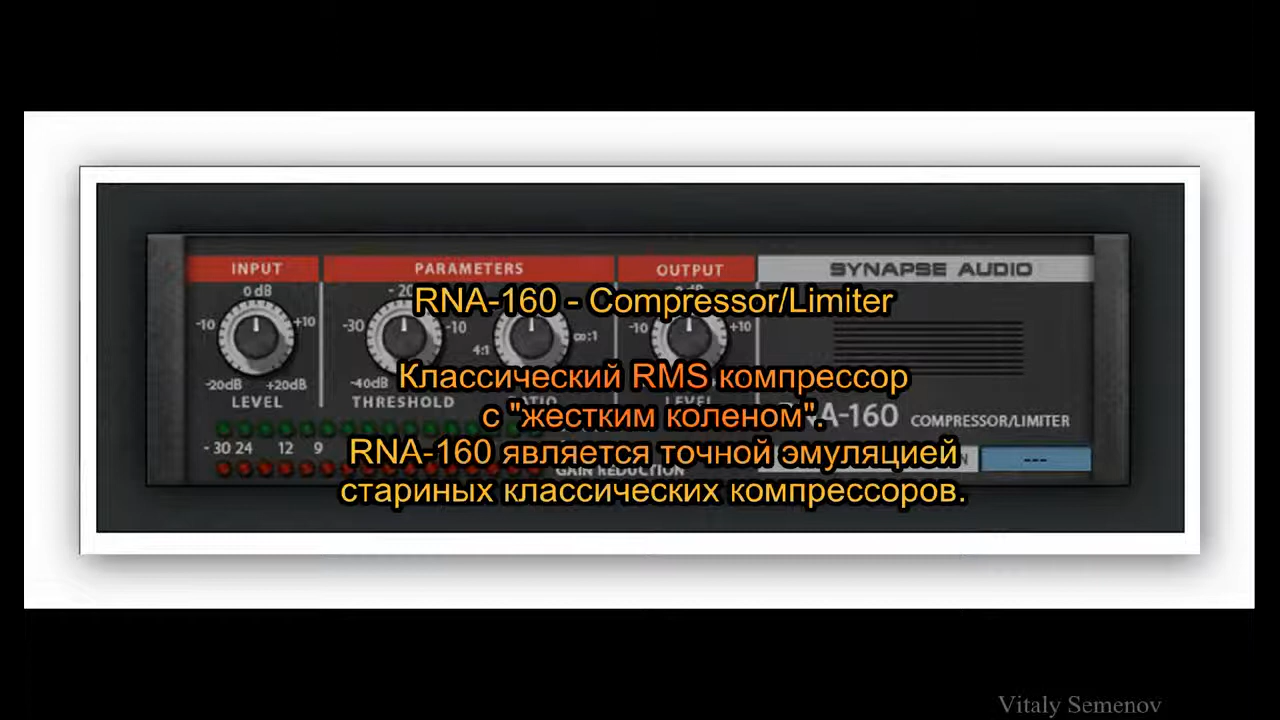 INPUT PARAMETERS OUTPUT SYNAPSE AUDIO
0 dB
RNA-160 - Compressor/Limiter
-10 +10 -30 -10 ∞:1 -10 +10
4:1
-20dB +20dB -40dB
Классический RMS компрессор
LEVEL THRESHOLD LEVEL
с "жестким коленом".
COMPRESSOR/LIMITER
-30 24 12 9
RNA-160 является точной эмуляцией
---
GAIN REDUCTION
стариных классических компрессоров.
Vitaly Semenov